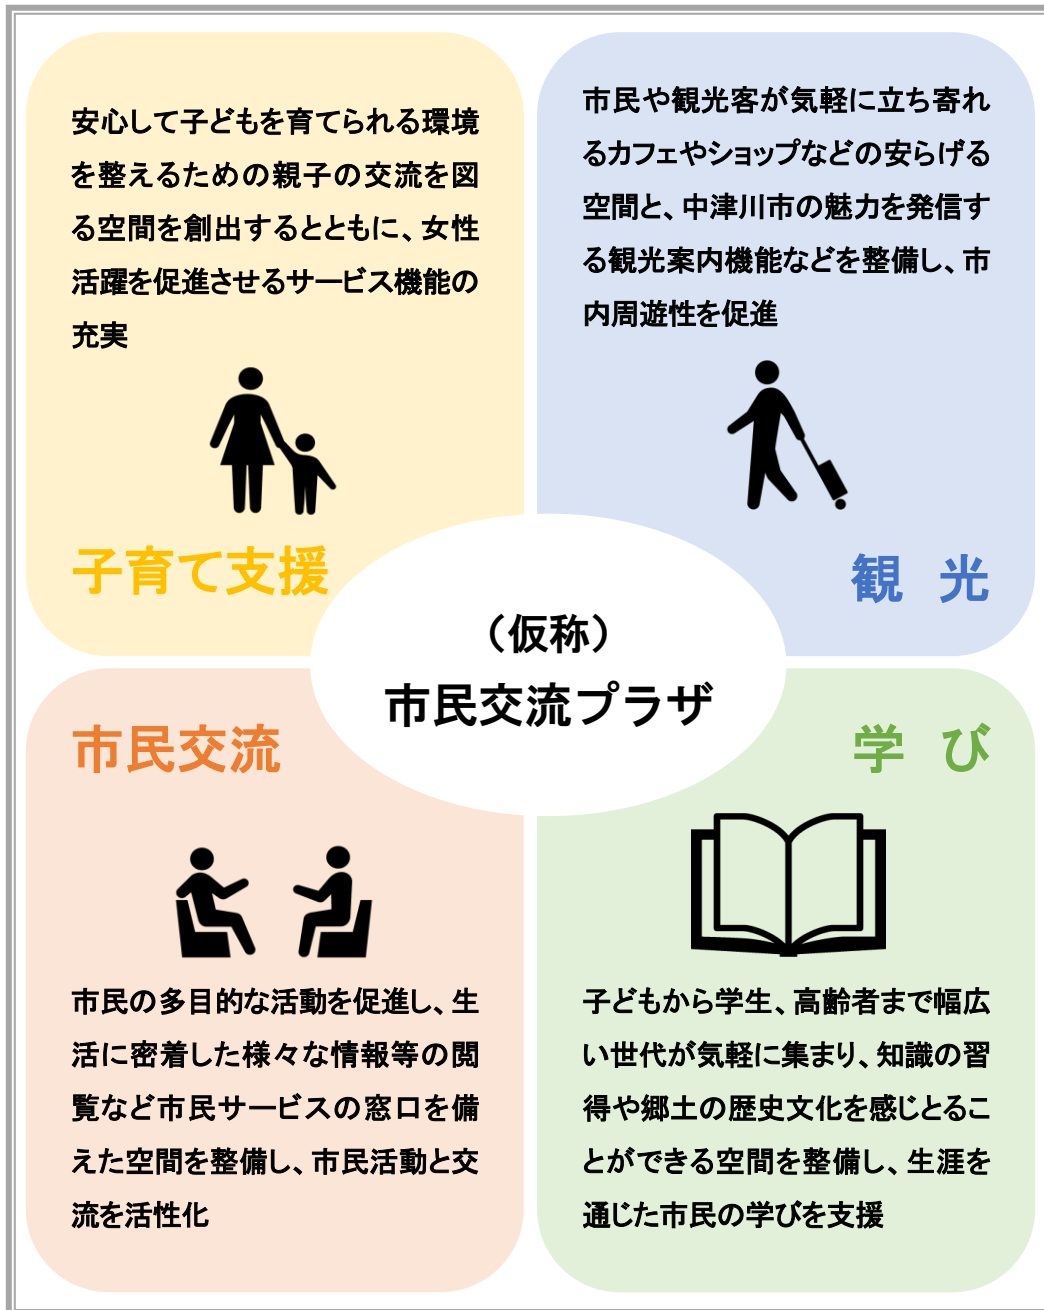 安心して子どもを育てられる環境
を整えるための親子の交流を図
る空間を創出するとともに、女性
活躍を促進させるサービス機能の
充実
子育て支援
市民や観光客が気軽に立ち寄れ
るカフェやショップなどの安らげる
空間と、中津川市の魅力を発信す
る観光案内機能などを整備し、市
内周遊性を促進
観　光
（仮称）
市民交流プラザ
市民交流
市民の多目的な活動を促進し、生
活に密着した様々な情報等の閲
覧など市民サービスの窓口を備
えた空間を整備し、市民活動と交
流を活性化
学　び
子どもから学生、高齢者まで幅広
い世代が気軽に集まり、知識の習
得や郷土の歴史文化を感じとるこ
とができる空間を整備し、生涯を
通じた市民の学びを支援